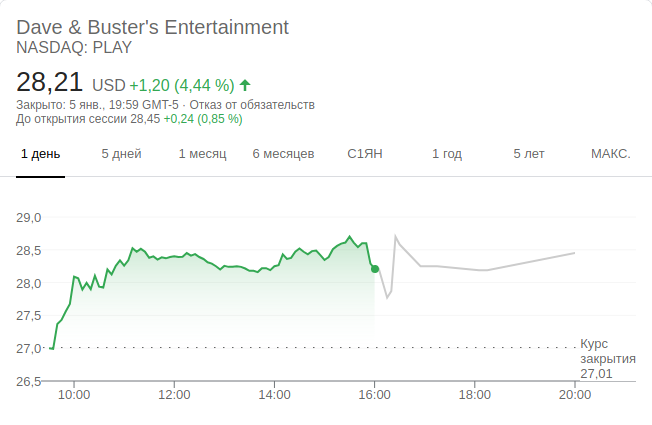 Dave & Buster's Entertainment
NASDAQ: PLAY
28,21 USD +1,20 (4,44 %)
Закрыто: 5 янв., 19:59 GMT-5 · Отказ от обязательств
До открытия сессии 28,45 +0,24 (0,85 %)
1 день 5 дней 1 месяц 6 месяцев С1ЯН 1 год 5 лет МАКС.
29,0
28,5
28,0
27,5
27,0
26,5
Курс
закрытия
27,01
10:00 12:00 14:00 16:00 18:00 20:00